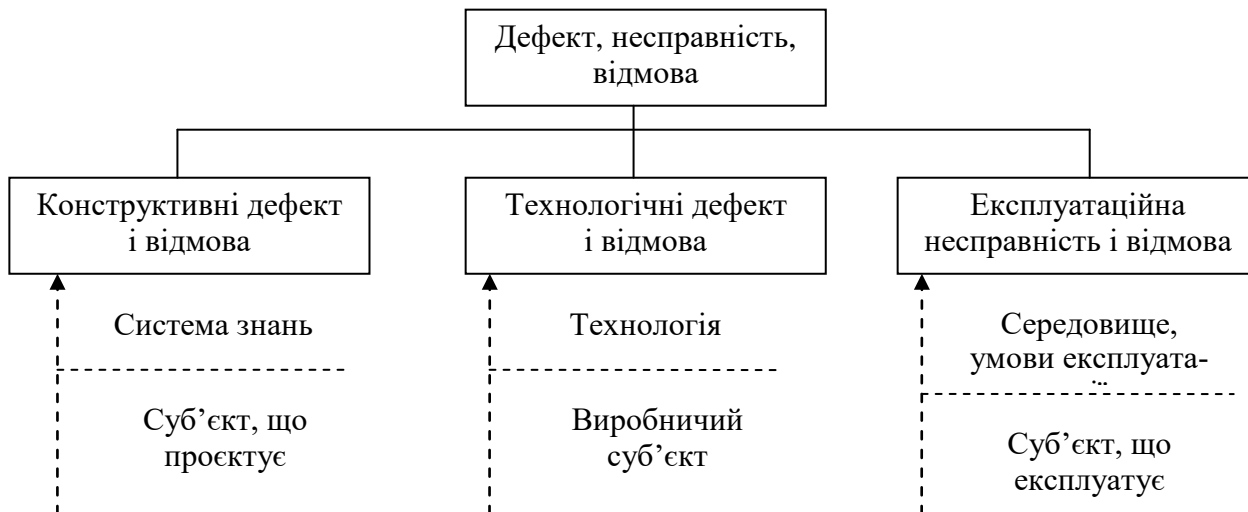 Дефект, несправність,
відмова
Конструктивні дефект
і відмова
Технологічні дефект
і відмова
Експлуатаційна
несправність і відмова
Система знань
Суб’єкт, що
проєктує
Технологія
Виробничий
суб’єкт
Середовище,
умови експлуата-
Суб’єкт, що
експлуатує